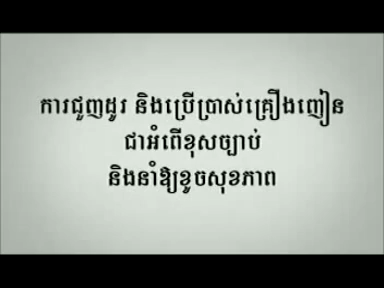 ការជួញដូរ និងប្រើប្រាស់គ្រឿងញៀន
ជាអំពើខុសច្បាប់
និងនាំឱ្យខូចសុខភាព